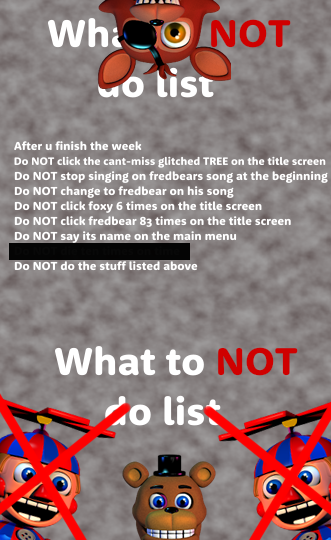 What NOT
do list
After u finish the week
Do NOT click the cant-miss glitched TREE on the title screen
Do NOT stop singing on fredbears song at the beginning
Do NOT change to fredbear on his song
Do NOT click foxy 6 times on the title screen
Do NOT click fredbear 83 times on the title screen
Do NOT say its name on the main menu
Do NOT do the stuff listed above
What to NOT
do list